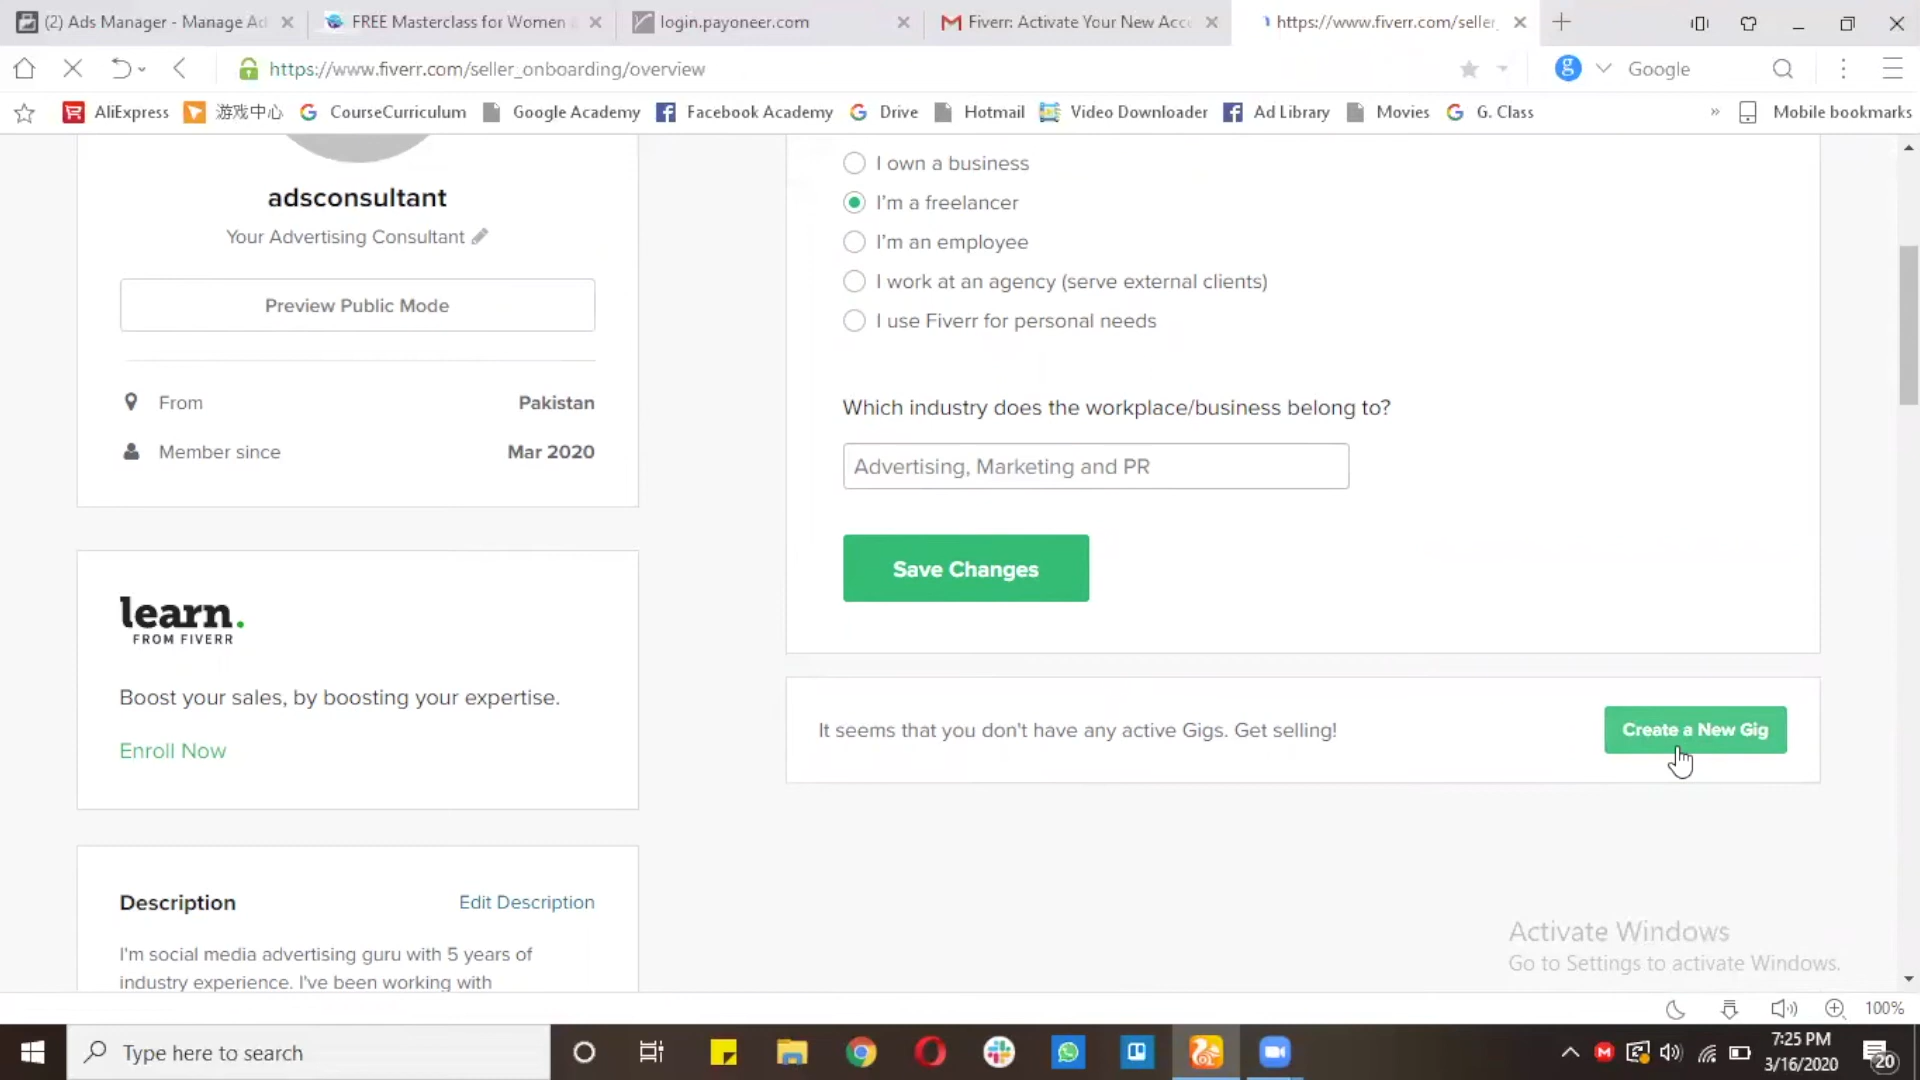 (2) Ads Manager - Manage Ad
FREE Masterclass for Women
login.payoneer.com
Fiverr: Activate Your New Acc
https://www.fiverr.com/seller_
https://www.fiverr.com/seller_onboarding/overview
Google
AliExpress
游戏中心
CourseCurriculum
Google Academy
Facebook Academy
Drive
Hotmail
Video Downloader
Ad Library
Movies
G. Class
Mobile bookmarks
adsconsultant
Your Advertising Consultant
Preview Public Mode
From Pakistan
Member since Mar 2020
learn.
FROM FIVERR
Boost your sales, by boosting your expertise.
Enroll Now
Description Edit Description
I'm social media advertising guru with 5 years of
industry experience. I've been working with
I own a business
I'm a freelancer
I'm an employee
I work at an agency (serve external clients)
I use Fiverr for personal needs
Which industry does the workplace/business belong to?
Advertising, Marketing and PR
Save Changes
It seems that you don't have any active Gigs. Get selling!
Create a New Gig
Activate Windows
Go to Settings to activate Windows.
100%
Type here to search
7:25 PM
3/16/2020
20